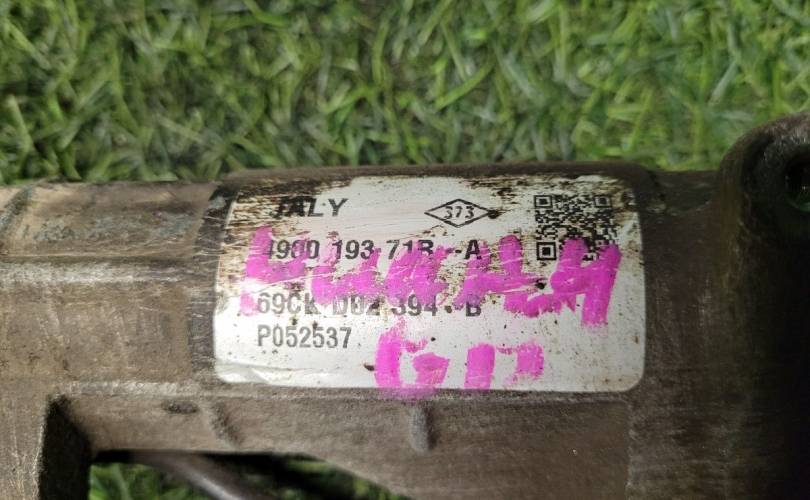 ITALY 373
4900 193 71R--A
69CK D02 394 -B
P052537
GD